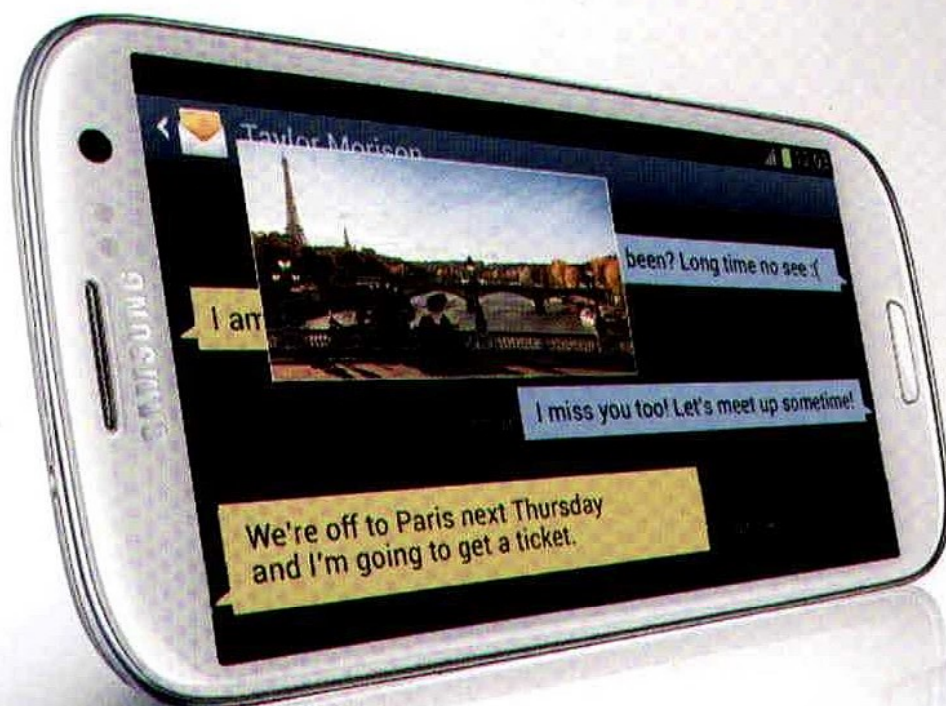 Taylor Morison
been? Long time no see :(
I am
I miss you too! Let's meet up sometime!
We're off to Paris next Thursday
and I'm going to get a ticket.
SAMSUNG